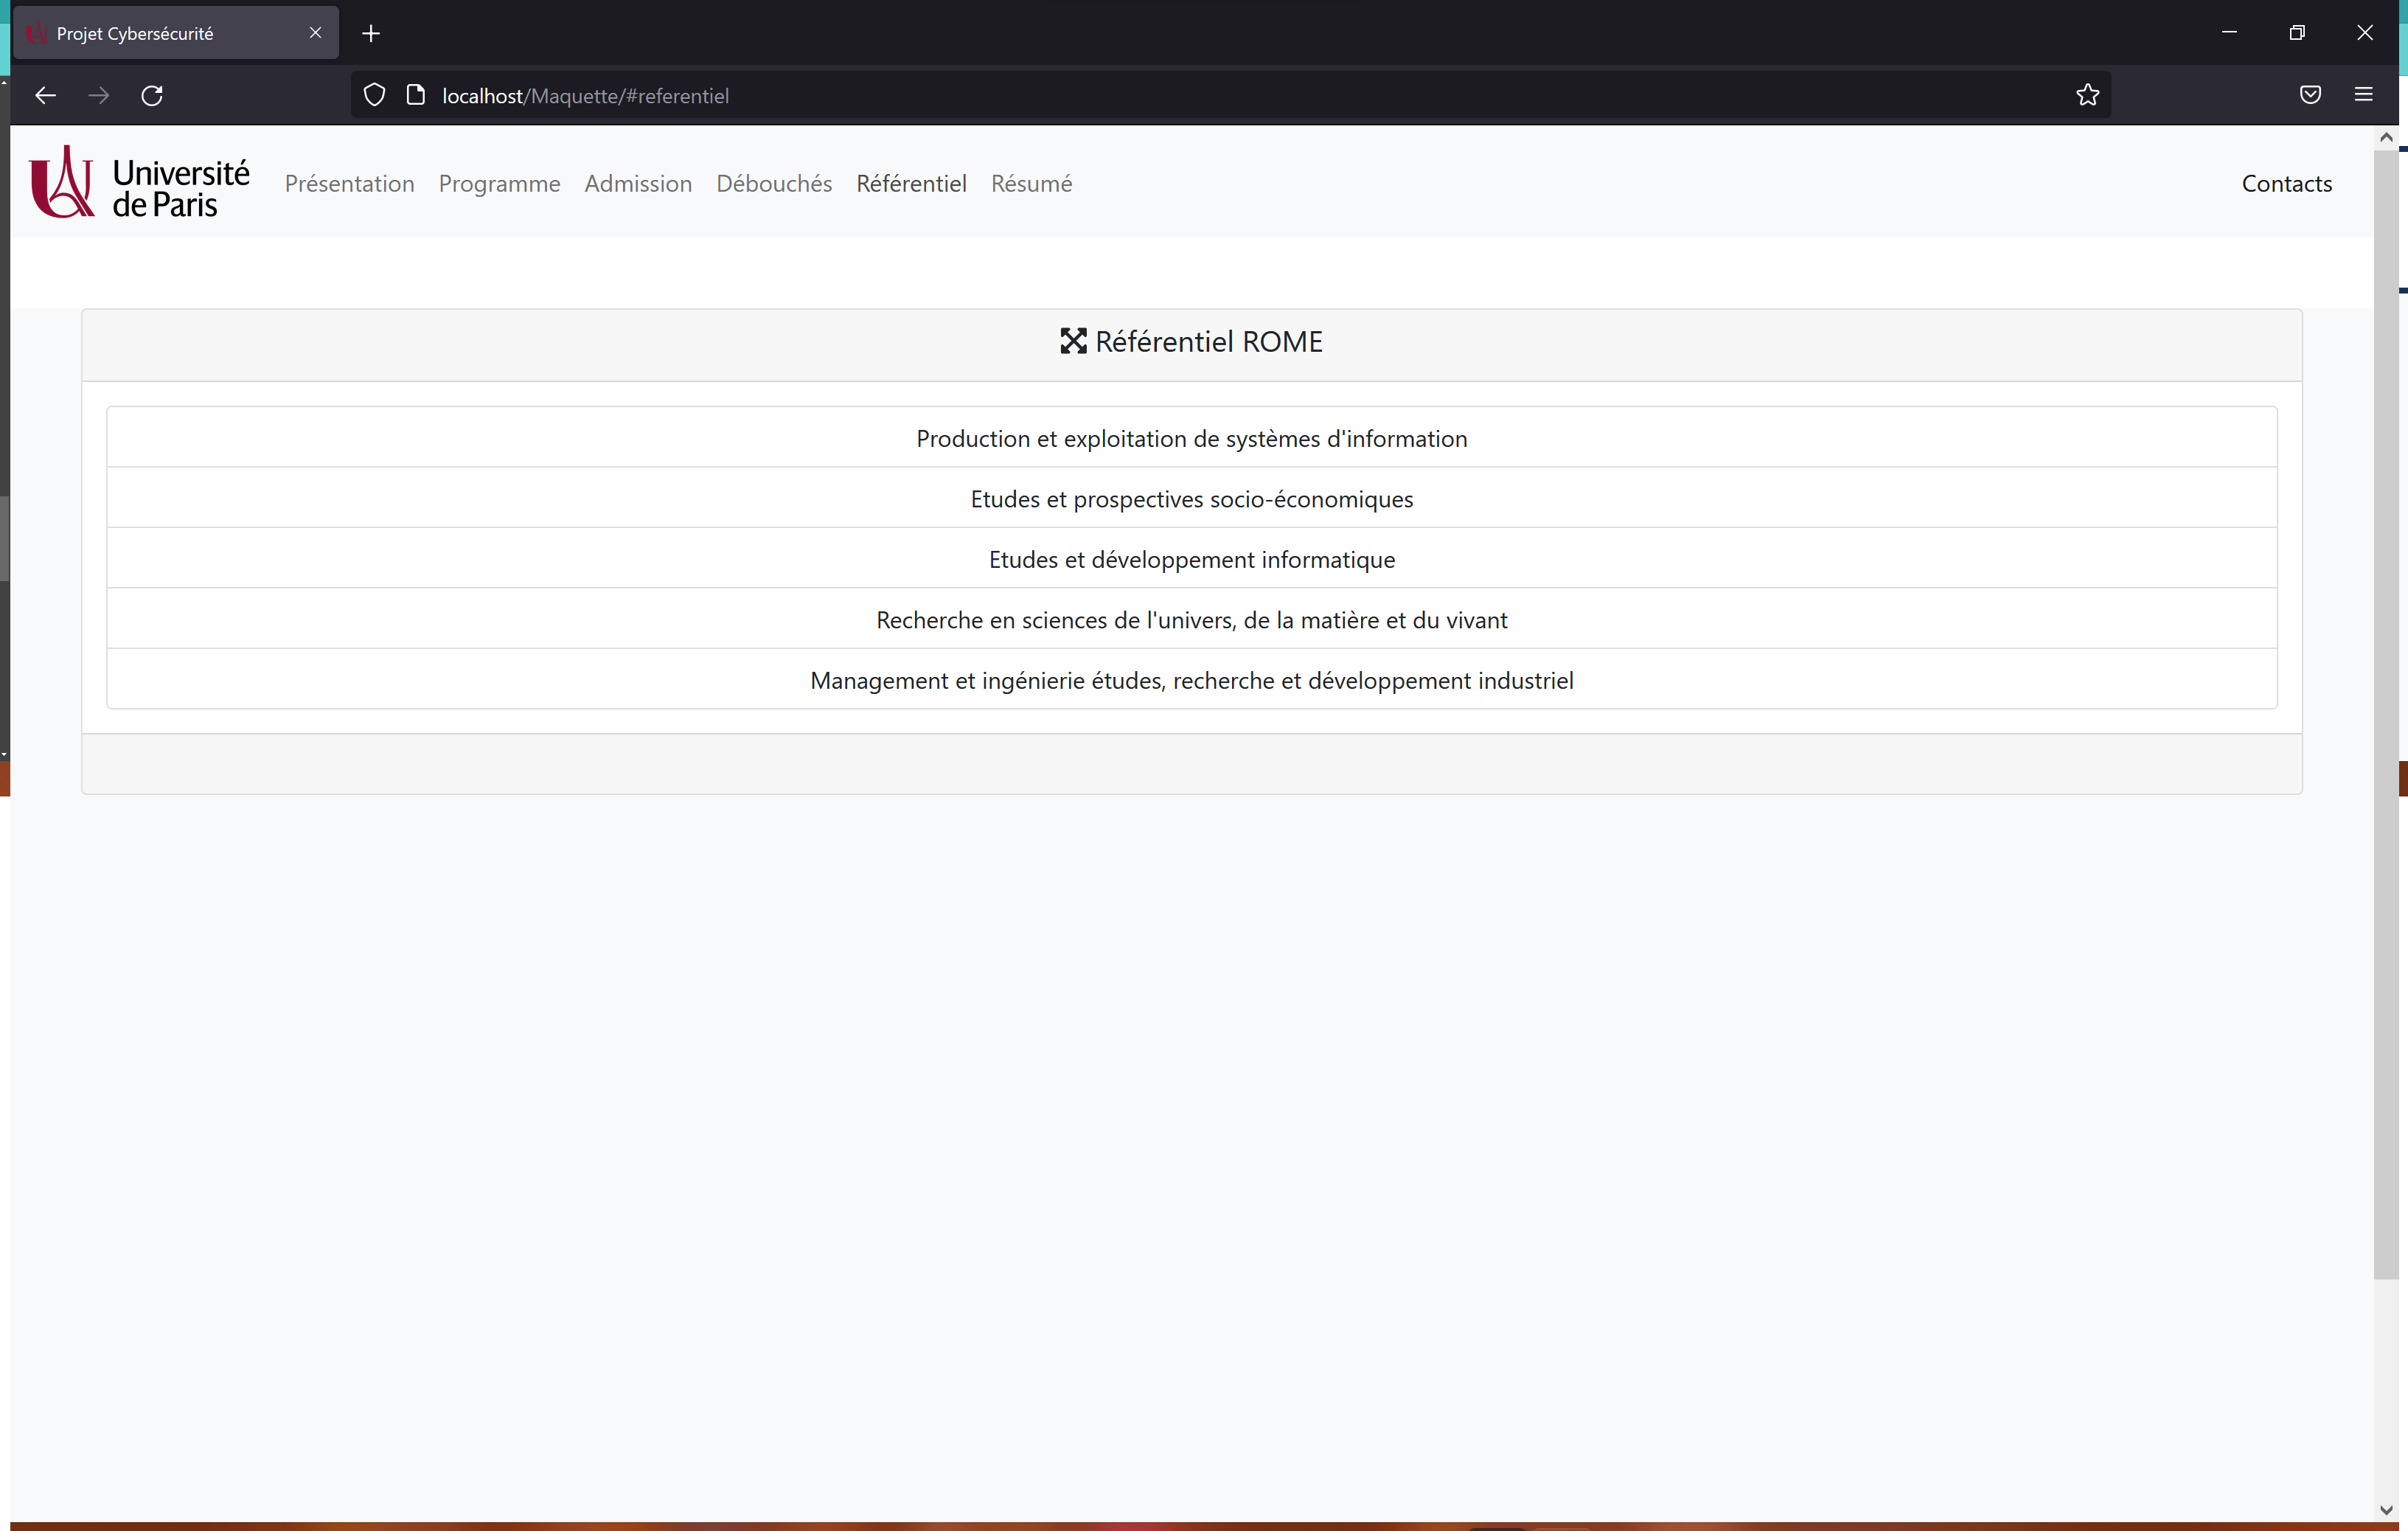 Projet Cybersécurité
localhost/Maquette/#referentiel
Université
de Paris
Présentation Programme Admission Débouchés Référentiel Résumé Contacts
Référentiel ROME
Production et exploitation de systèmes d'information
Etudes et prospectives socio-économiques
Etudes et développement informatique
Recherche en sciences de l'univers, de la matière et du vivant
Management et ingénierie études, recherche et développement industriel